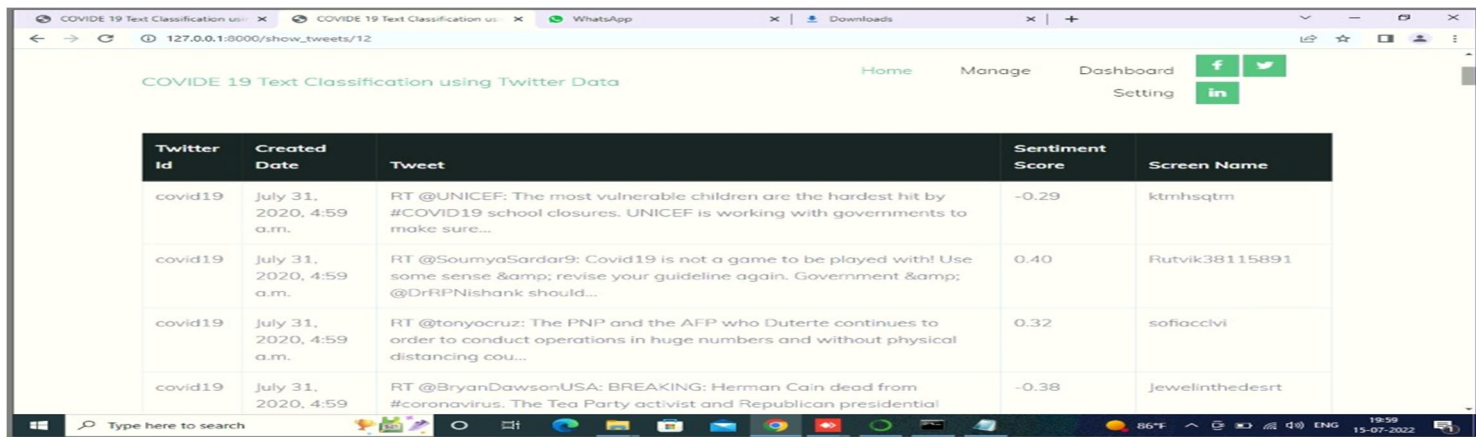 COVIDE 19 Text Classification usin
COVIDE 19 Text Classification usi
WhatsApp
Downloads
127.0.0.1:8000/show_tweets/12
COVIDE 19 Text Classification using Twitter Data
Home Manage Dashboard
Setting
Twitter Id
Created Date
Tweet
Sentiment Score
Screen Name
covid19
July 31, 2020, 4:59 a.m.
RT @UNICEF: The most vulnerable children are the hardest hit by
#COVID19 school closures. UNICEF is working with governments to
make sure...
-0.29
ktmhsqtm
covid19
July 31, 2020, 4:59 a.m.
RT @SoumyaSardar9: Covid19 is not a game to be played with! Use
some sense &amp; revise your guideline again. Government &amp;
@DrRPNishank should...
0.40
Rutvik38115891
covid19
July 31, 2020, 4:59 a.m.
RT @tonyocruz: The PNP and the AFP who Duterte continues to
order to conduct operations in huge numbers and without physical
distancing cou...
0.32
sofiacclvi
covid19
July 31, 2020, 4:59
RT @BryanDawsonUSA: BREAKING: Herman Cain dead from
#coronavirus. The Tea Party activist and Republican presidential
-0.38
Jewelinthedesrt
Type here to search
86°F
ENG
19:59
15-07-2022